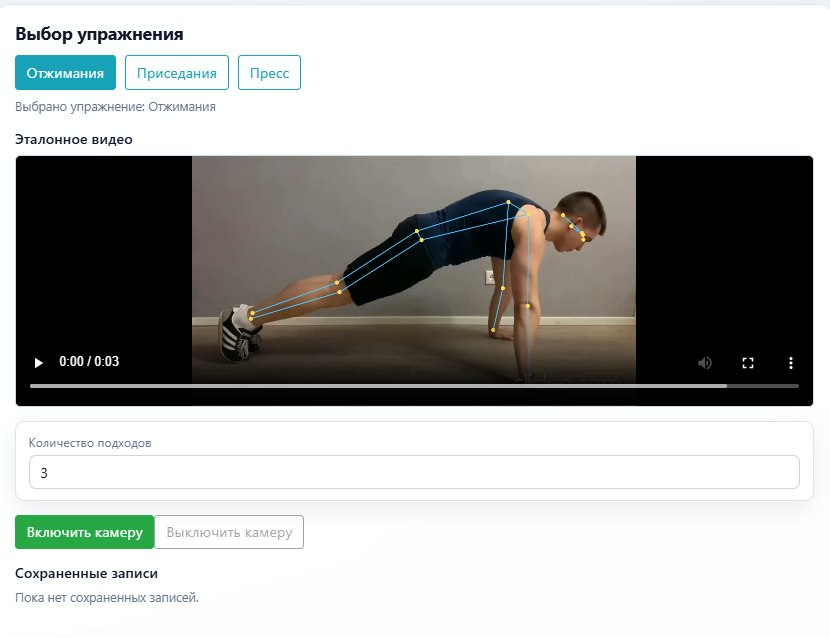 Выбор упражнения
Отжимания Приседания Пресс
Выбрано упражнение: Отжимания
Эталонное видео
0:00 / 0:03
Количество подходов
3
Включить камеру Выключить камеру
Сохраненные записи
Пока нет сохраненных записей.